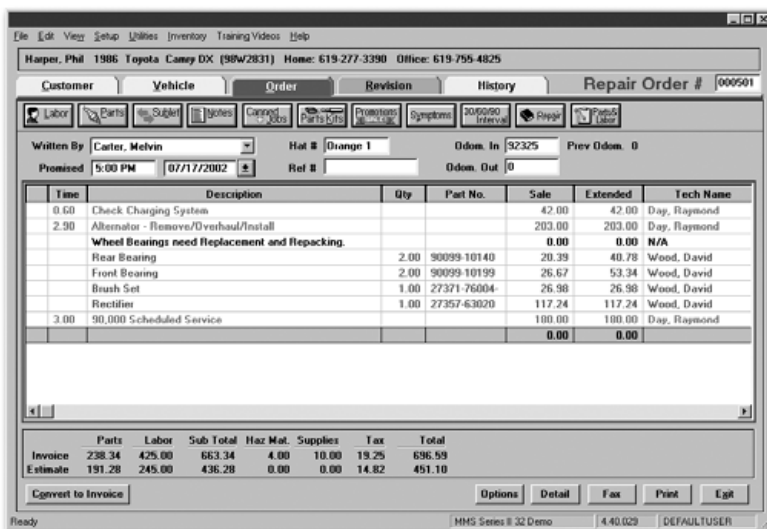 File Edit View Setup Utilities Inventory Training Videos Help
Harper, Phil 1986 Toyota Camry DX (98W2831) Home: 619-277-3390 Office: 619-755-4825
Customer Vehicle Order Revision History Repair Order # 000501
Labor Parts Sublet Notes Canned Jobs Parts Kits Promotions Symptoms 30/60/90 Interval Repair Parts& Labor
Written By Carter, Melvin Hat # Orange 1 Odom. In 92325 Prev Odom. 0
Promised 5:00 PM 07/17/2002 Ref # Odom. Out 0
Time Description Qty Part No. Sale Extended Tech Name
0.60 Check Charging System 42.00 42.00 Day, Raymond
2.90 Alternator - Remove/Overhaul/Install 203.00 203.00 Day, Raymond
Wheel Bearings need Replacement and Repacking. 0.00 0.00 N/A
Rear Bearing 2.00 90099-10140 20.39 40.78 Wood, David
Front Bearing 2.00 90099-10199 26.67 53.34 Wood, David
Brush Set 1.00 27371-76004- 26.98 26.98 Wood, David
Rectifier 1.00 27357-63020 117.24 117.24 Wood, David
3.00 90,000 Scheduled Service 180.00 180.00 Day, Raymond
0.00 0.00
Parts Labor Sub Total Haz Mat. Supplies Tax Total
Invoice 238.34 425.00 663.34 4.00 10.00 19.25 696.59
Estimate 191.28 245.00 436.28 0.00 0.00 14.82 451.10
Convert to Invoice Options Detail Fax Print Exit
Ready MMS Series II 32 Demo 4.40.029 DEFAULTUSER